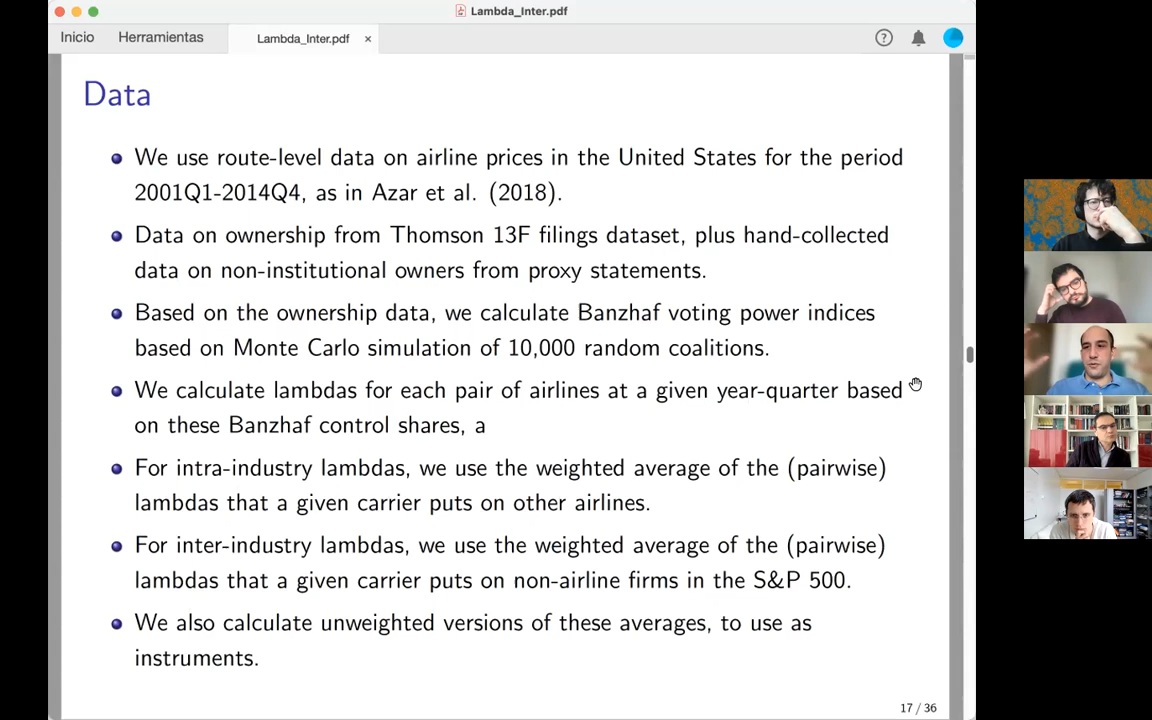 Lambda_Inter.pdf
Inicio Herramientas Lambda_Inter.pdf ×
?
Data
We use route-level data on airline prices in the United States for the period
2001Q1-2014Q4, as in Azar et al. (2018).
Data on ownership from Thomson 13F filings dataset, plus hand-collected
data on non-institutional owners from proxy statements.
Based on the ownership data, we calculate Banzhaf voting power indices
based on Monte Carlo simulation of 10,000 random coalitions.
We calculate lambdas for each pair of airlines at a given year-quarter based
on these Banzhaf control shares, a
For intra-industry lambdas, we use the weighted average of the (pairwise)
lambdas that a given carrier puts on other airlines.
For inter-industry lambdas, we use the weighted average of the (pairwise)
lambdas that a given carrier puts on non-airline firms in the S&P 500.
We also calculate unweighted versions of these averages, to use as
instruments.
17 / 36